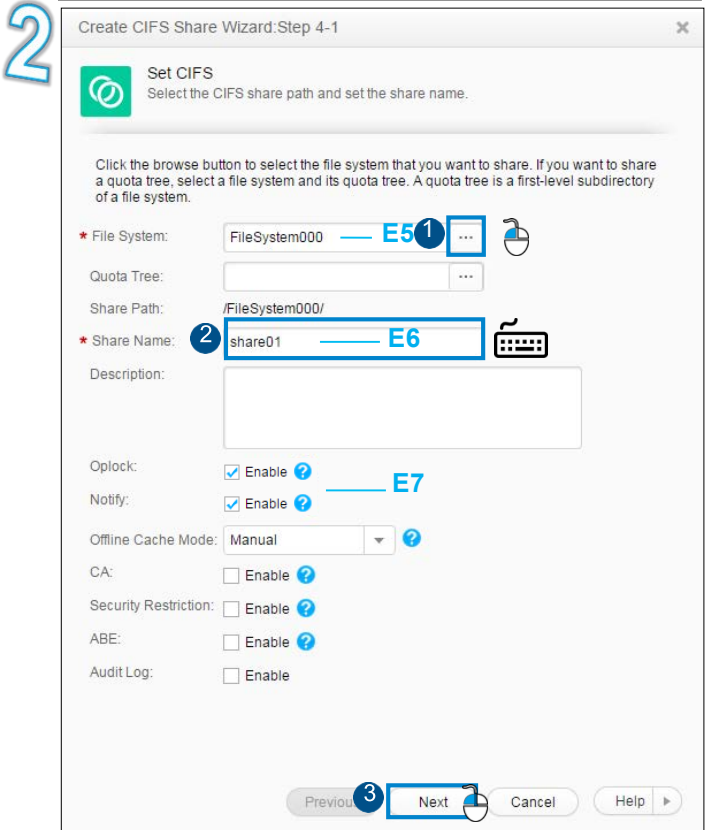 2
Create CIFS Share Wizard:Step 4-1
Set CIFS
Select the CIFS share path and set the share name.
Click the browse button to select the file system that you want to share. If you want to share
a quota tree, select a file system and its quota tree. A quota tree is a first-level subdirectory
of a file system.
* File System: FileSystem000 E5 1 ...
Quota Tree: ...
Share Path: /FileSystem000/
* Share Name: 2 share01 E6
Description:
Oplock: Enable ?
E7
Notify: Enable ?
Offline Cache Mode: Manual ?
CA: Enable ?
Security Restriction: Enable ?
ABE: Enable ?
Audit Log: Enable
Previou 3 Next Cancel Help